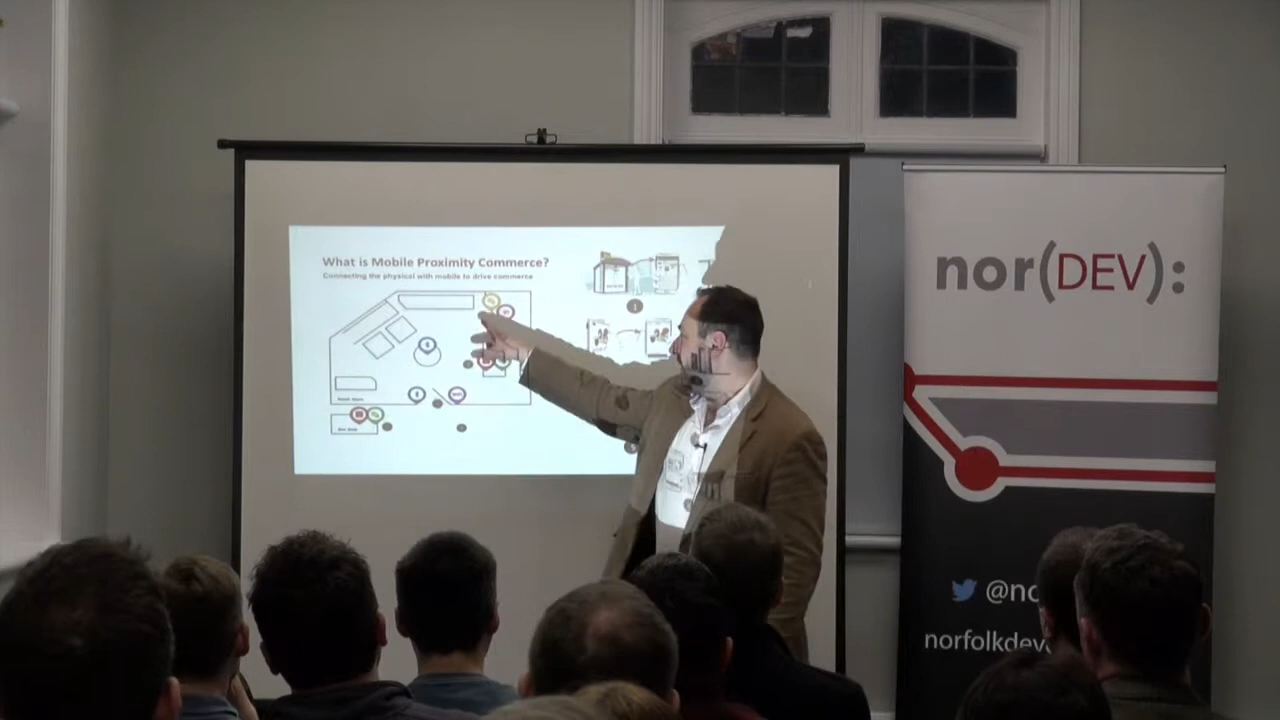 What is Mobile Proximity Commerce?
Connecting the physical with mobile to drive commerce
nor(DEV):
@no
norfolkdev